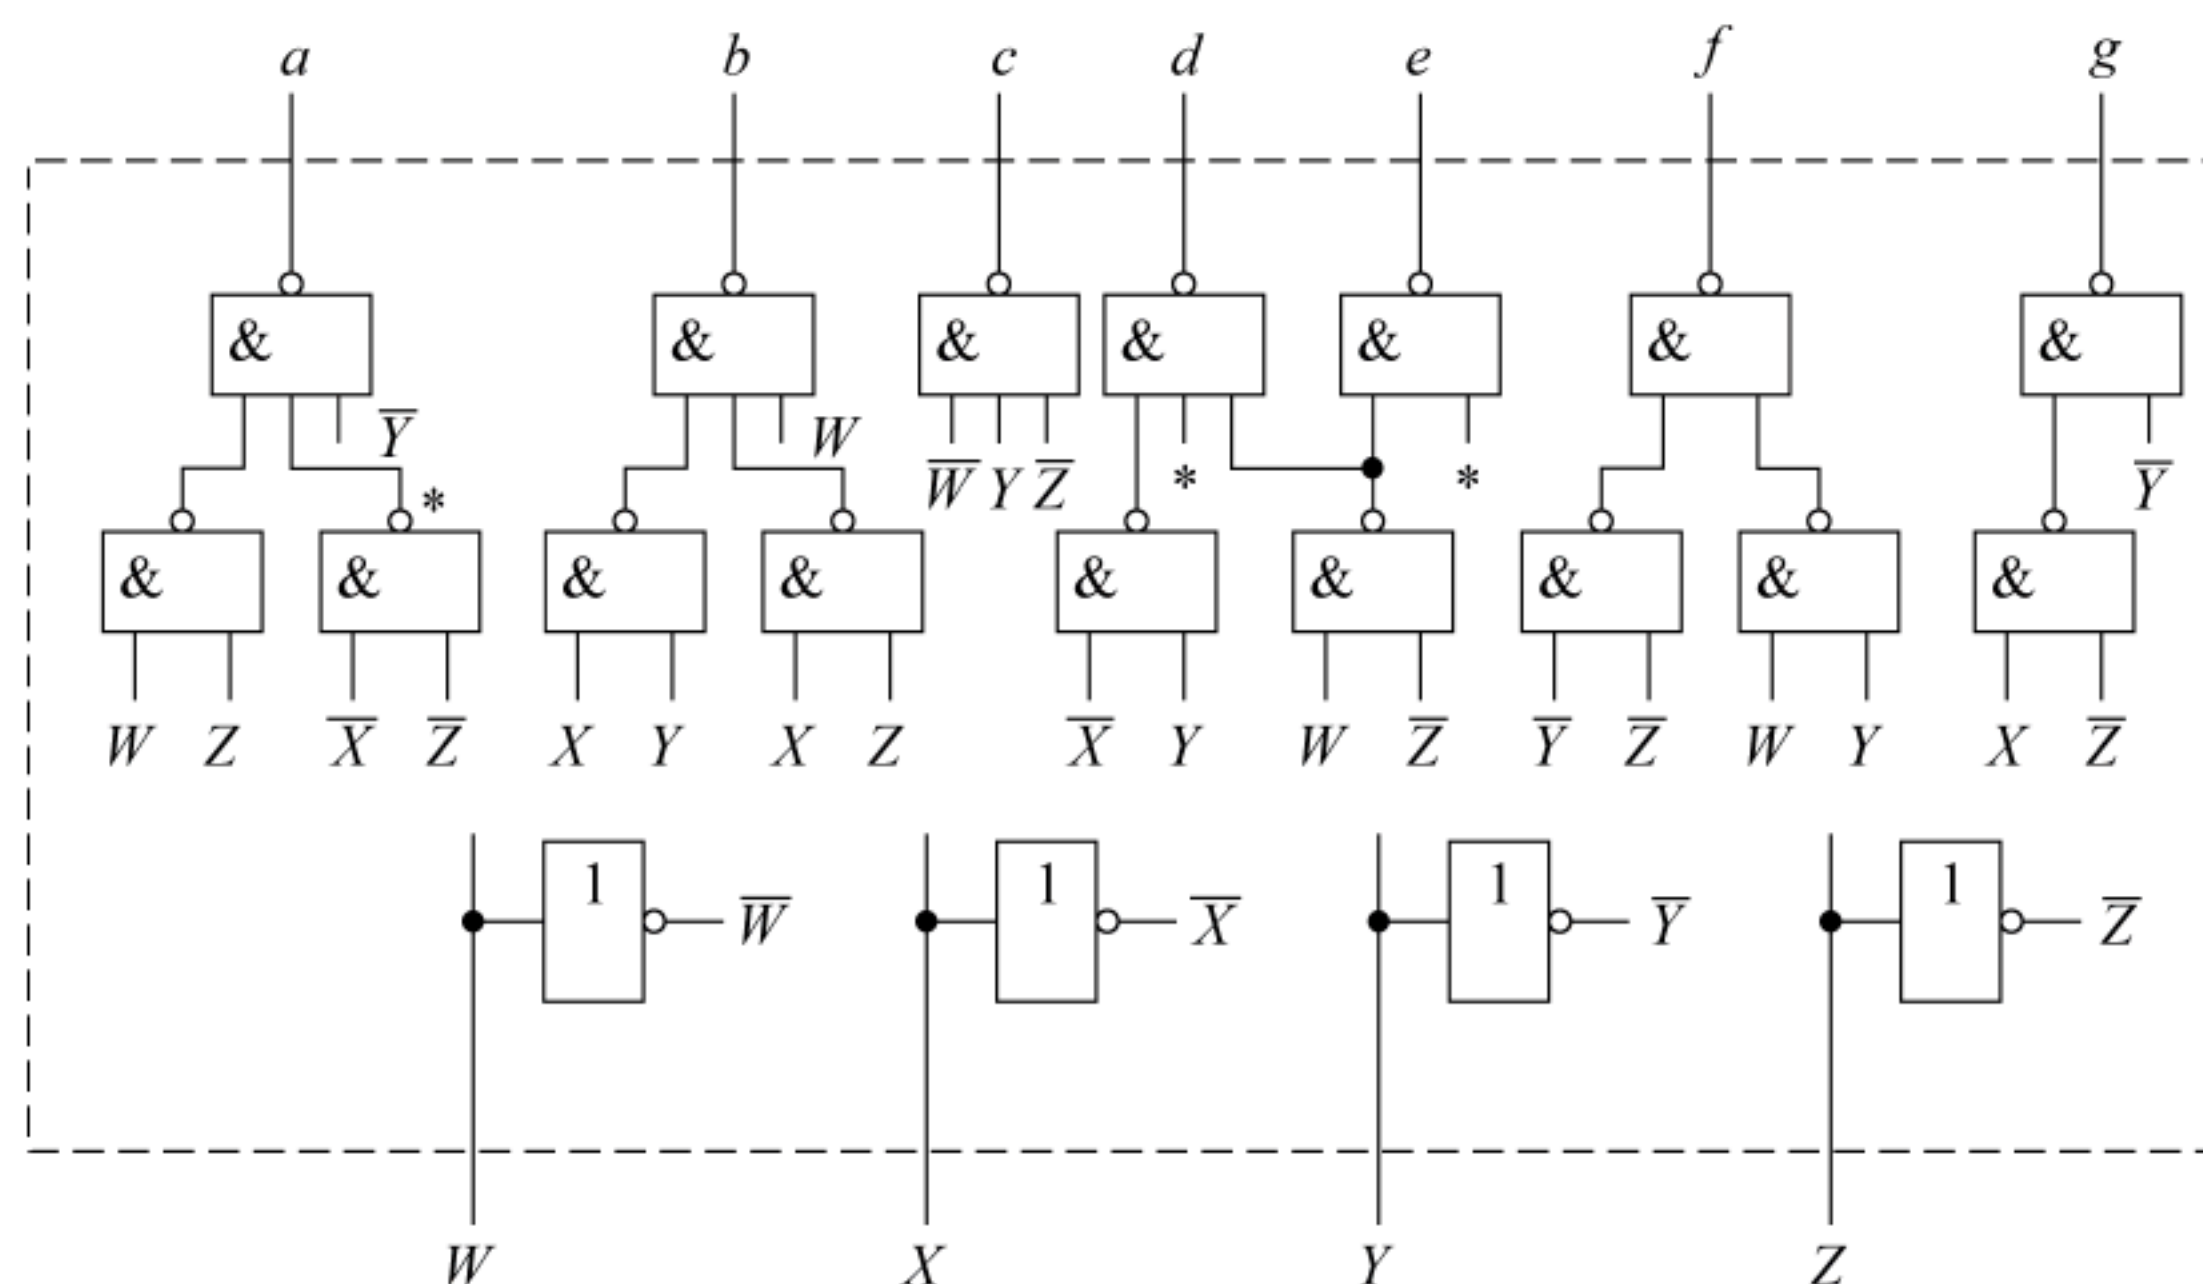 a b c d e f g
& & & & & & &
Y̅ W
W̅ Y Z̅ * * Y̅
*
& & & & & & & & &
W Z X̅ Z̅ X Y X Z X̅ Y W Z̅ Y̅ Z̅ W Y X Z̅
1 W̅ 1 X̅ 1 Y̅ 1 Z̅
W X Y Z